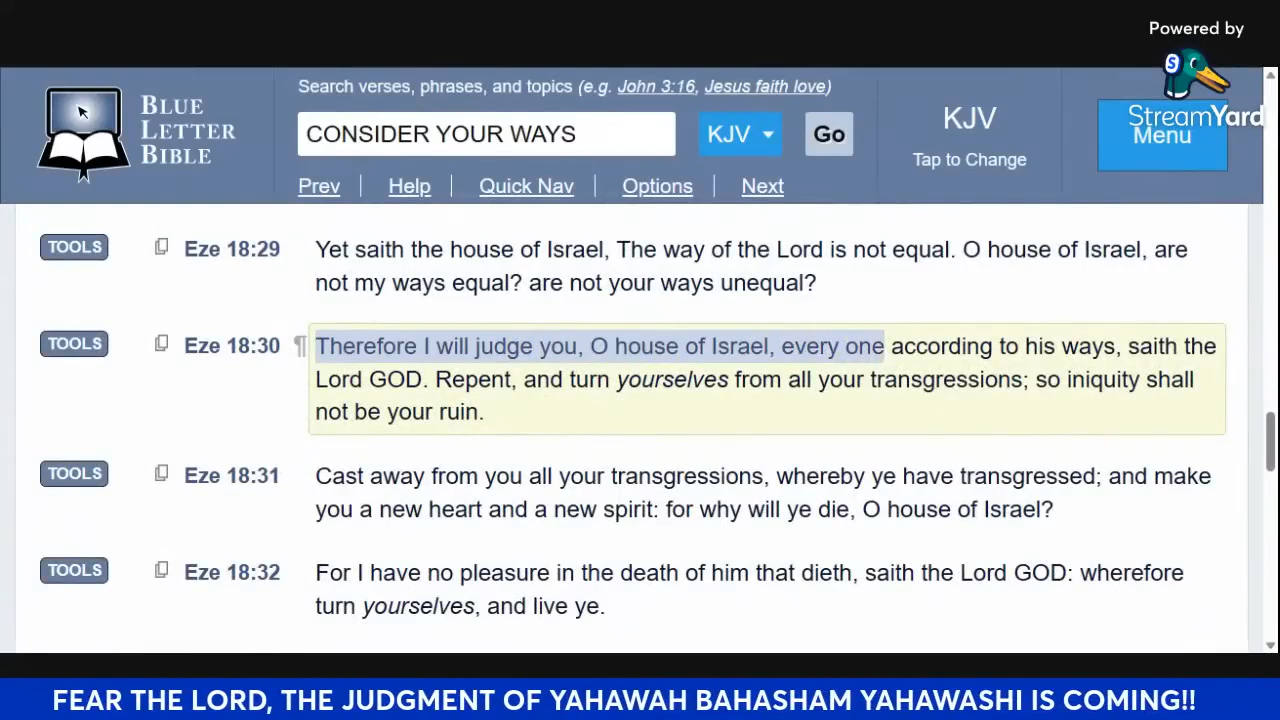 Powered by
StreamYard
Search verses, phrases, and topics (e.g. John 3:16, Jesus faith love)
BLUE
LETTER
BIBLE
CONSIDER YOUR WAYS
KJV
Go
KJV
Tap to Change
Menu
Prev
Help
Quick Nav
Options
Next
TOOLS Eze 18:29 Yet saith the house of Israel, The way of the Lord is not equal. O house of Israel, are
not my ways equal? are not your ways unequal?
TOOLS Eze 18:30 ¶ Therefore I will judge you, O house of Israel, every one according to his ways, saith the
Lord GOD. Repent, and turn yourselves from all your transgressions; so iniquity shall
not be your ruin.
TOOLS Eze 18:31 Cast away from you all your transgressions, whereby ye have transgressed; and make
you a new heart and a new spirit: for why will ye die, O house of Israel?
TOOLS Eze 18:32 For I have no pleasure in the death of him that dieth, saith the Lord GOD: wherefore
turn yourselves, and live ye.
FEAR THE LORD, THE JUDGMENT OF YAHAWAH BAHASHAM YAHAWASHI IS COMING!!